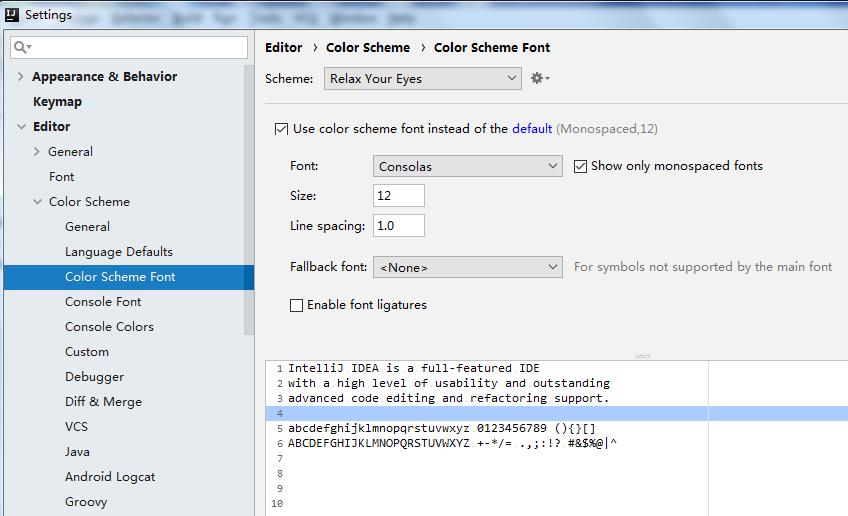 Settings
Appearance & Behavior
Keymap
Editor
General
Font
Color Scheme
General
Language Defaults
Color Scheme Font
Console Font
Console Colors
Custom
Debugger
Diff & Merge
VCS
Java
Android Logcat
Groovy
Editor › Color Scheme › Color Scheme Font
Scheme: Relax Your Eyes
Use color scheme font instead of the default (Monospaced,12)
Font: Consolas Show only monospaced fonts
Size: 12
Line spacing: 1.0
Fallback font: <None> For symbols not supported by the main font
Enable font ligatures
1 IntelliJ IDEA is a full-featured IDE
2 with a high level of usability and outstanding
3 advanced code editing and refactoring support.
4
5 abcdefghijklmnopqrstuvwxyz 0123456789 (){}[]
6 ABCDEFGHIJKLMNOPQRSTUVWXYZ +-*/= .,;:!? #&$%@|^
7
8
9
10